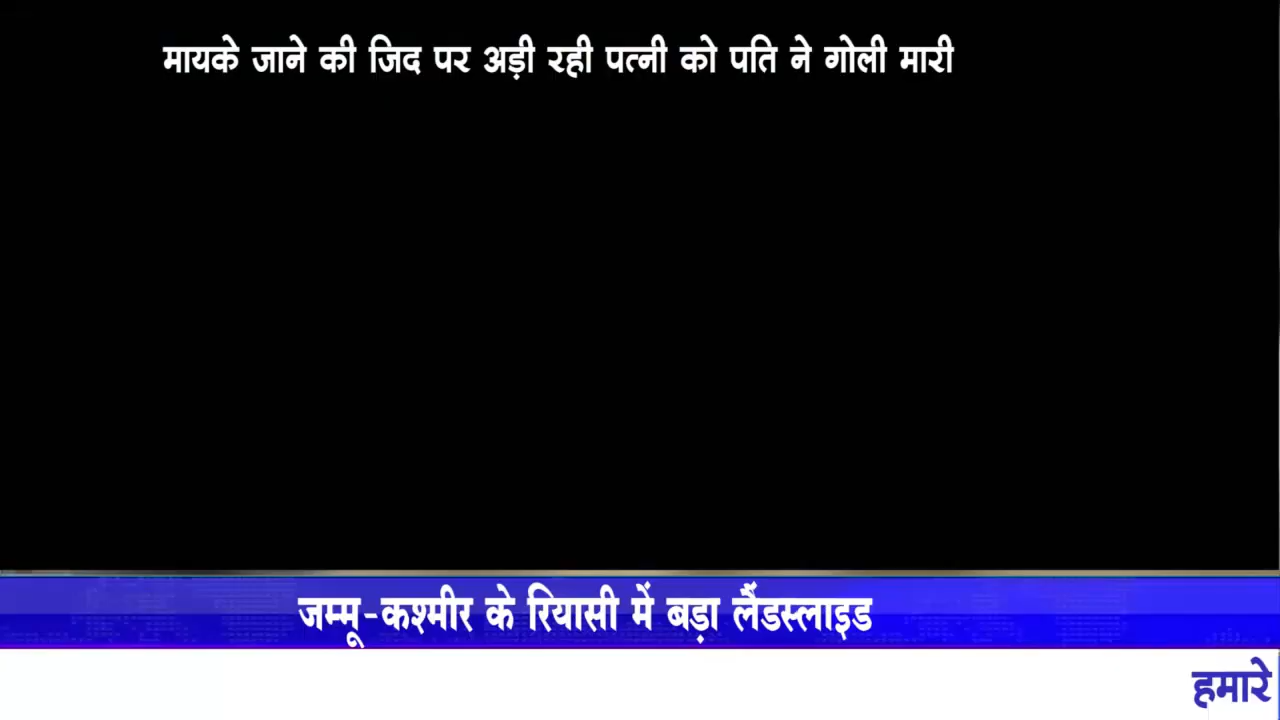 मायके जाने की जिद पर अड़ी रही पत्नी को पति ने गोली मारी
जम्मू-कश्मीर के रियासी में बड़ा लैंडस्लाइड
हमारे